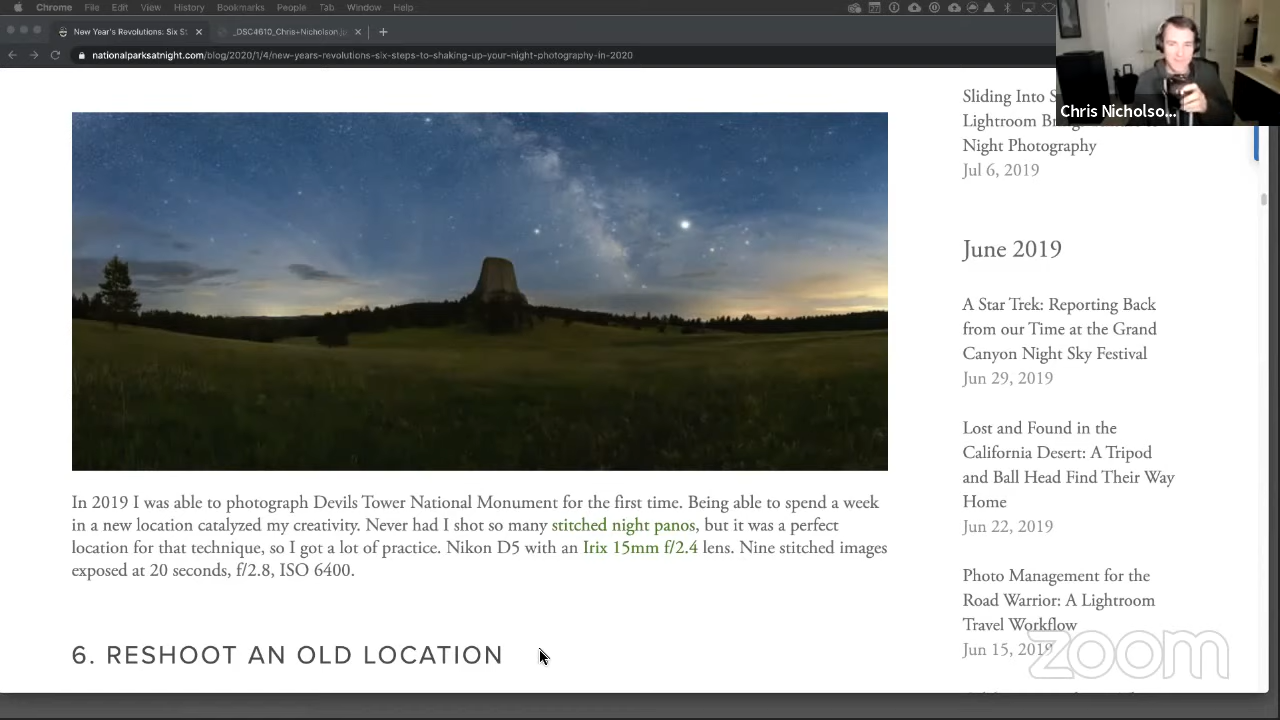 Chrome File Edit View History Bookmarks People Tab Window Help
New Year's Revolutions: Six St
_DSC4610_Chris+Nicholson.jp
nationalparksatnight.com/blog/2020/1/4/new-years-revolutions-six-steps-to-shaking-up-your-night-photography-in-2020
Chris Nicholso...
In 2019 I was able to photograph Devils Tower National Monument for the first time. Being able to spend a week
in a new location catalyzed my creativity. Never had I shot so many stitched night panos, but it was a perfect
location for that technique, so I got a lot of practice. Nikon D5 with an Irix 15mm f/2.4 lens. Nine stitched images
exposed at 20 seconds, f/2.8, ISO 6400.
6. RESHOOT AN OLD LOCATION
Sliding Into
Lightroom
Night Photography
Jul 6, 2019
June 2019
A Star Trek: Reporting Back
from our Time at the Grand
Canyon Night Sky Festival
Jun 29, 2019
Lost and Found in the
California Desert: A Tripod
and Ball Head Find Their Way
Home
Jun 22, 2019
Photo Management for the
Road Warrior: A Lightroom
Travel Workflow
Jun 15, 2019
zoom